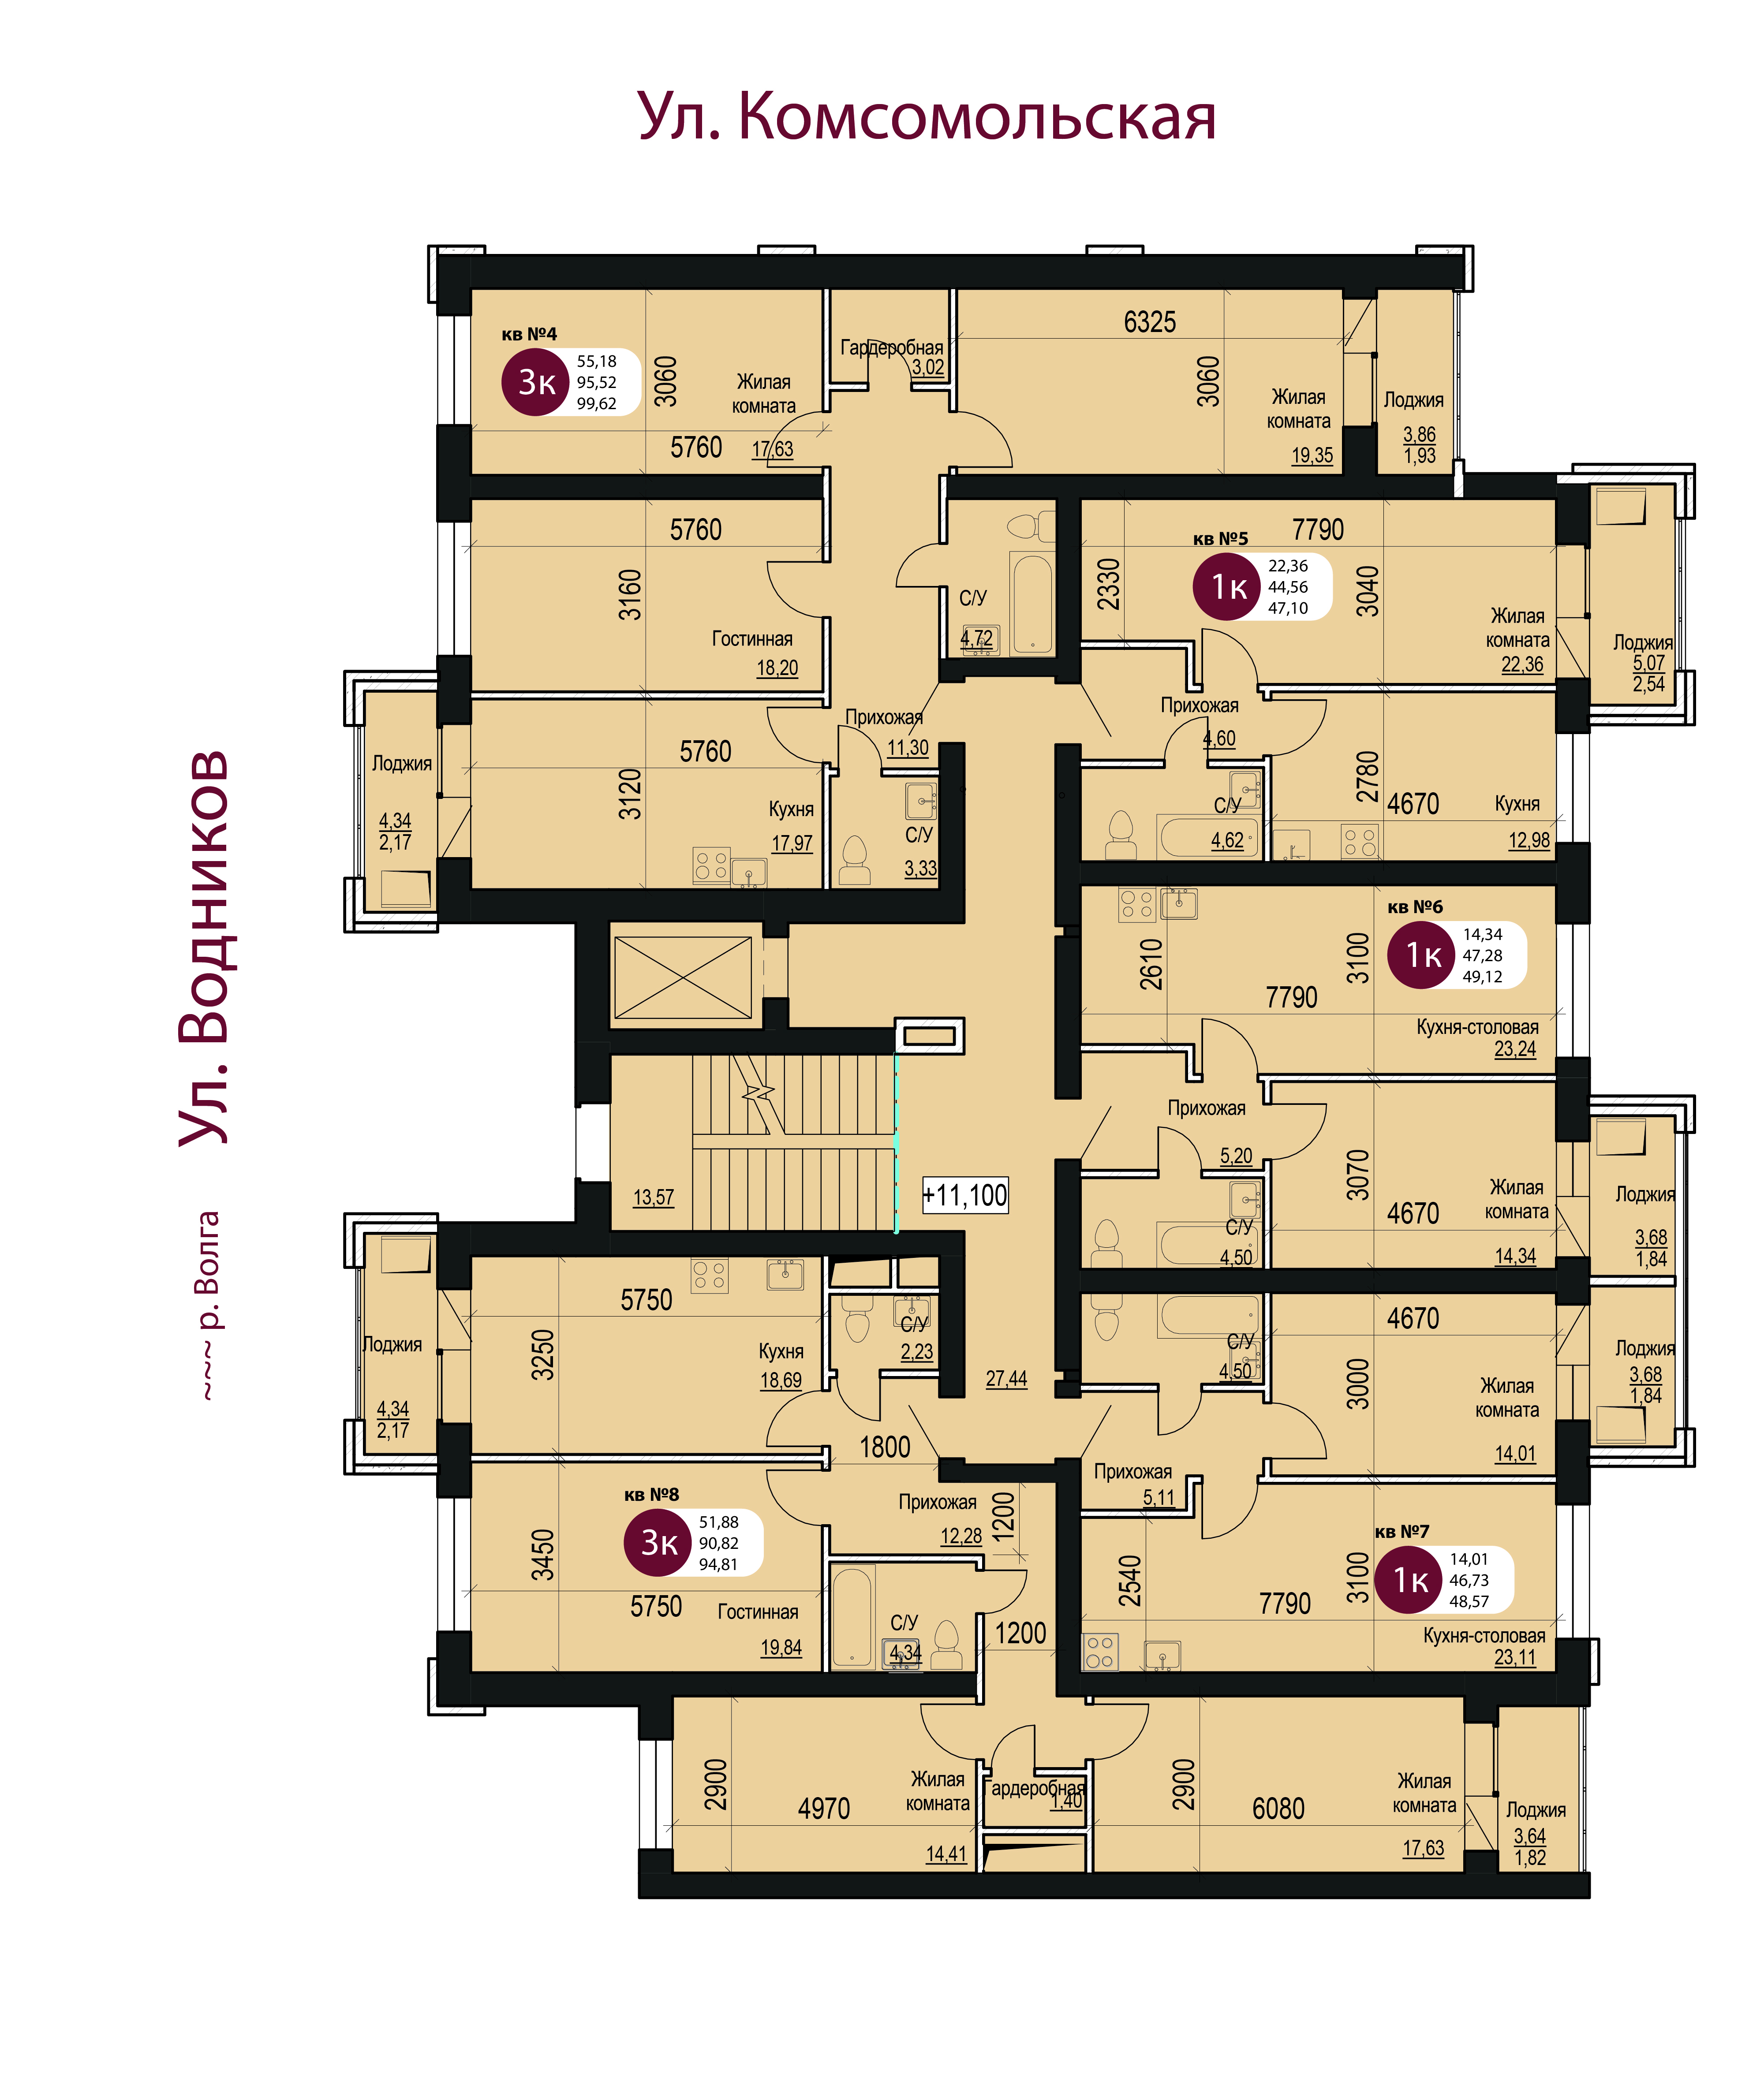 Ул. Комсомольская
Ул. Водников
~~~ р. Волга
кв №4
3к
55,18
95,52
99,62
3060
5760
Жилая
комната
17,63
Гардеробная
3,02
6325
3060
Жилая
комната
19,35
Лоджия
3,86
1,93
5760
3160
Гостинная
18,20
С/У
4,72
кв №5
1к
22,36
44,56
47,10
7790
2330
3040
Жилая
комната
22,36
Лоджия
5,07
2,54
Лоджия
4,34
2,17
5760
3120
Кухня
17,97
Прихожая
11,30
С/У
3,33
Прихожая
4,60
С/У
4,62
2780
4670
Кухня
12,98
кв №6
1к
14,34
47,28
49,12
2610
3100
7790
Кухня-столовая
23,24
Прихожая
5,20
С/У
4,50
3070
4670
Жилая
комната
14,34
Лоджия
3,68
1,84
13,57
+11,100
27,44
Лоджия
4,34
2,17
5750
3250
Кухня
18,69
С/У
2,23
1800
С/У
4,50
4670
3000
Жилая
комната
14,01
Лоджия
3,68
1,84
Прихожая
5,11
кв №8
3к
51,88
90,82
94,81
3450
5750
Гостинная
19,84
Прихожая
12,28
1200
С/У
4,34
1200
кв №7
1к
14,01
46,73
48,57
2540
3100
7790
Кухня-столовая
23,11
2900
4970
Жилая
комната
14,41
Гардеробная
1,40
2900
6080
Жилая
комната
17,63
Лоджия
3,64
1,82